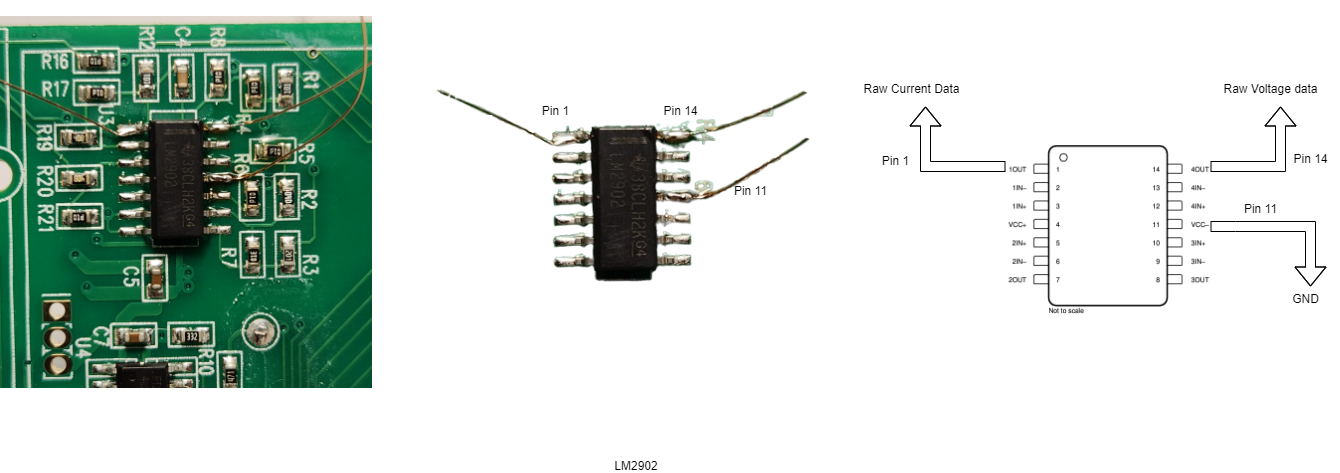 R16
R17
R12
C4
R8
R1
U3
R4
R19
R5
R20
R6
R2
R21
R7
R3
C5
C7
332
R10
U4
471
LM2902
38CLH2KG4
Pin 1
Pin 14
Pin 11
LM2902
38CLH2KG4
LM2902
Raw Current Data
Raw Voltage data
Pin 1
Pin 14
Pin 11
GND
1OUT 1 14 4OUT
1IN– 2 13 4IN–
1IN+ 3 12 4IN+
VCC+ 4 11 VCC–
2IN+ 5 10 3IN+
2IN– 6 9 3IN–
2OUT 7 8 3OUT
Not to scale